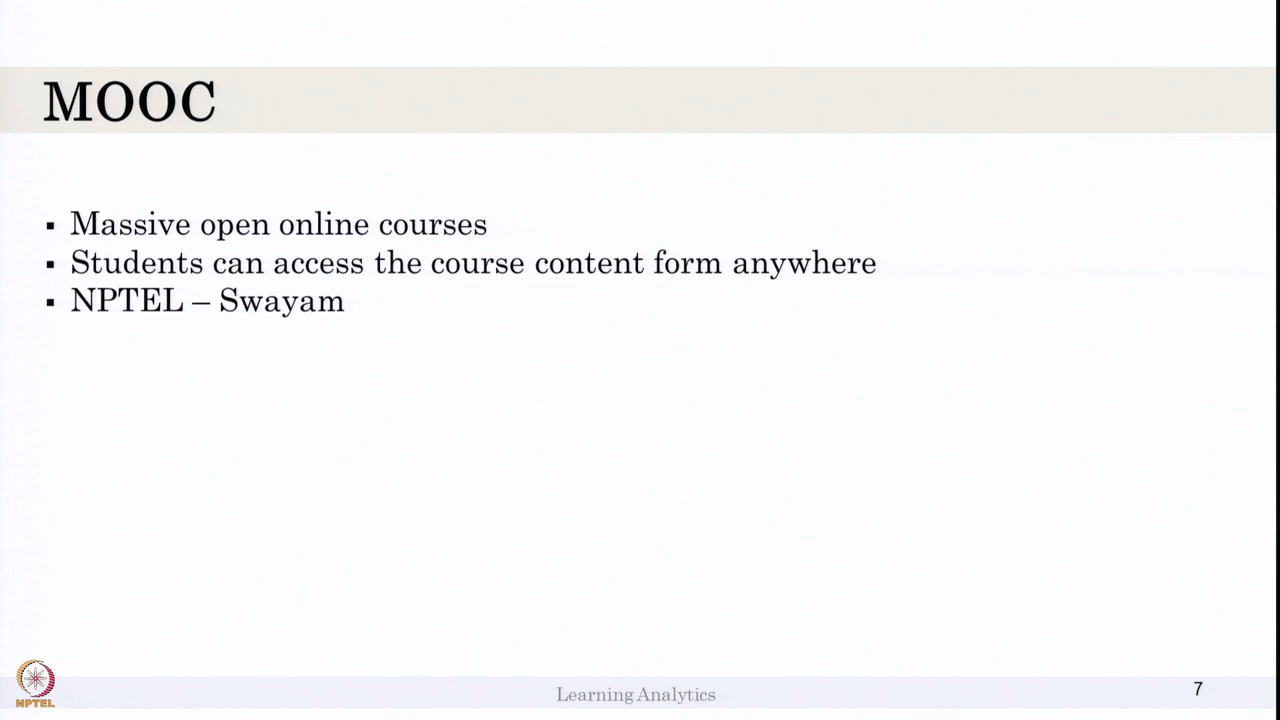 MOOC
▪ Massive open online courses
▪ Students can access the course content form anywhere
▪ NPTEL – Swayam
NPTEL
Learning Analytics
7